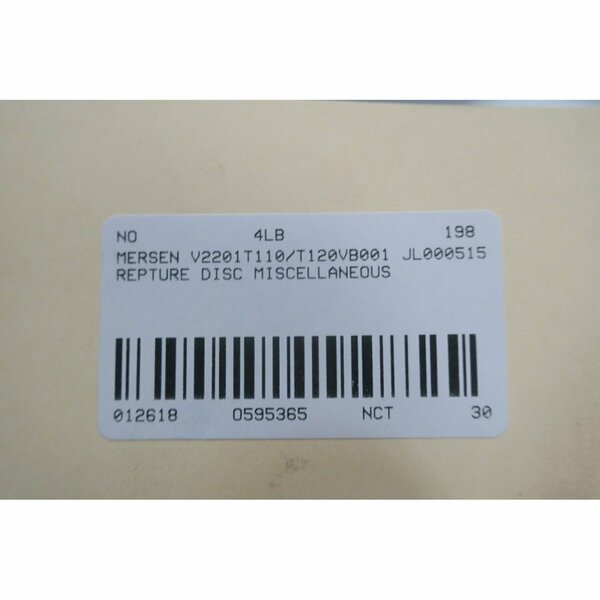 NO 4LB 198
MERSEN V2201T110/T120VB001 JL000515
REPTURE DISC MISCELLANEOUS
012618 0595365 NCT 30